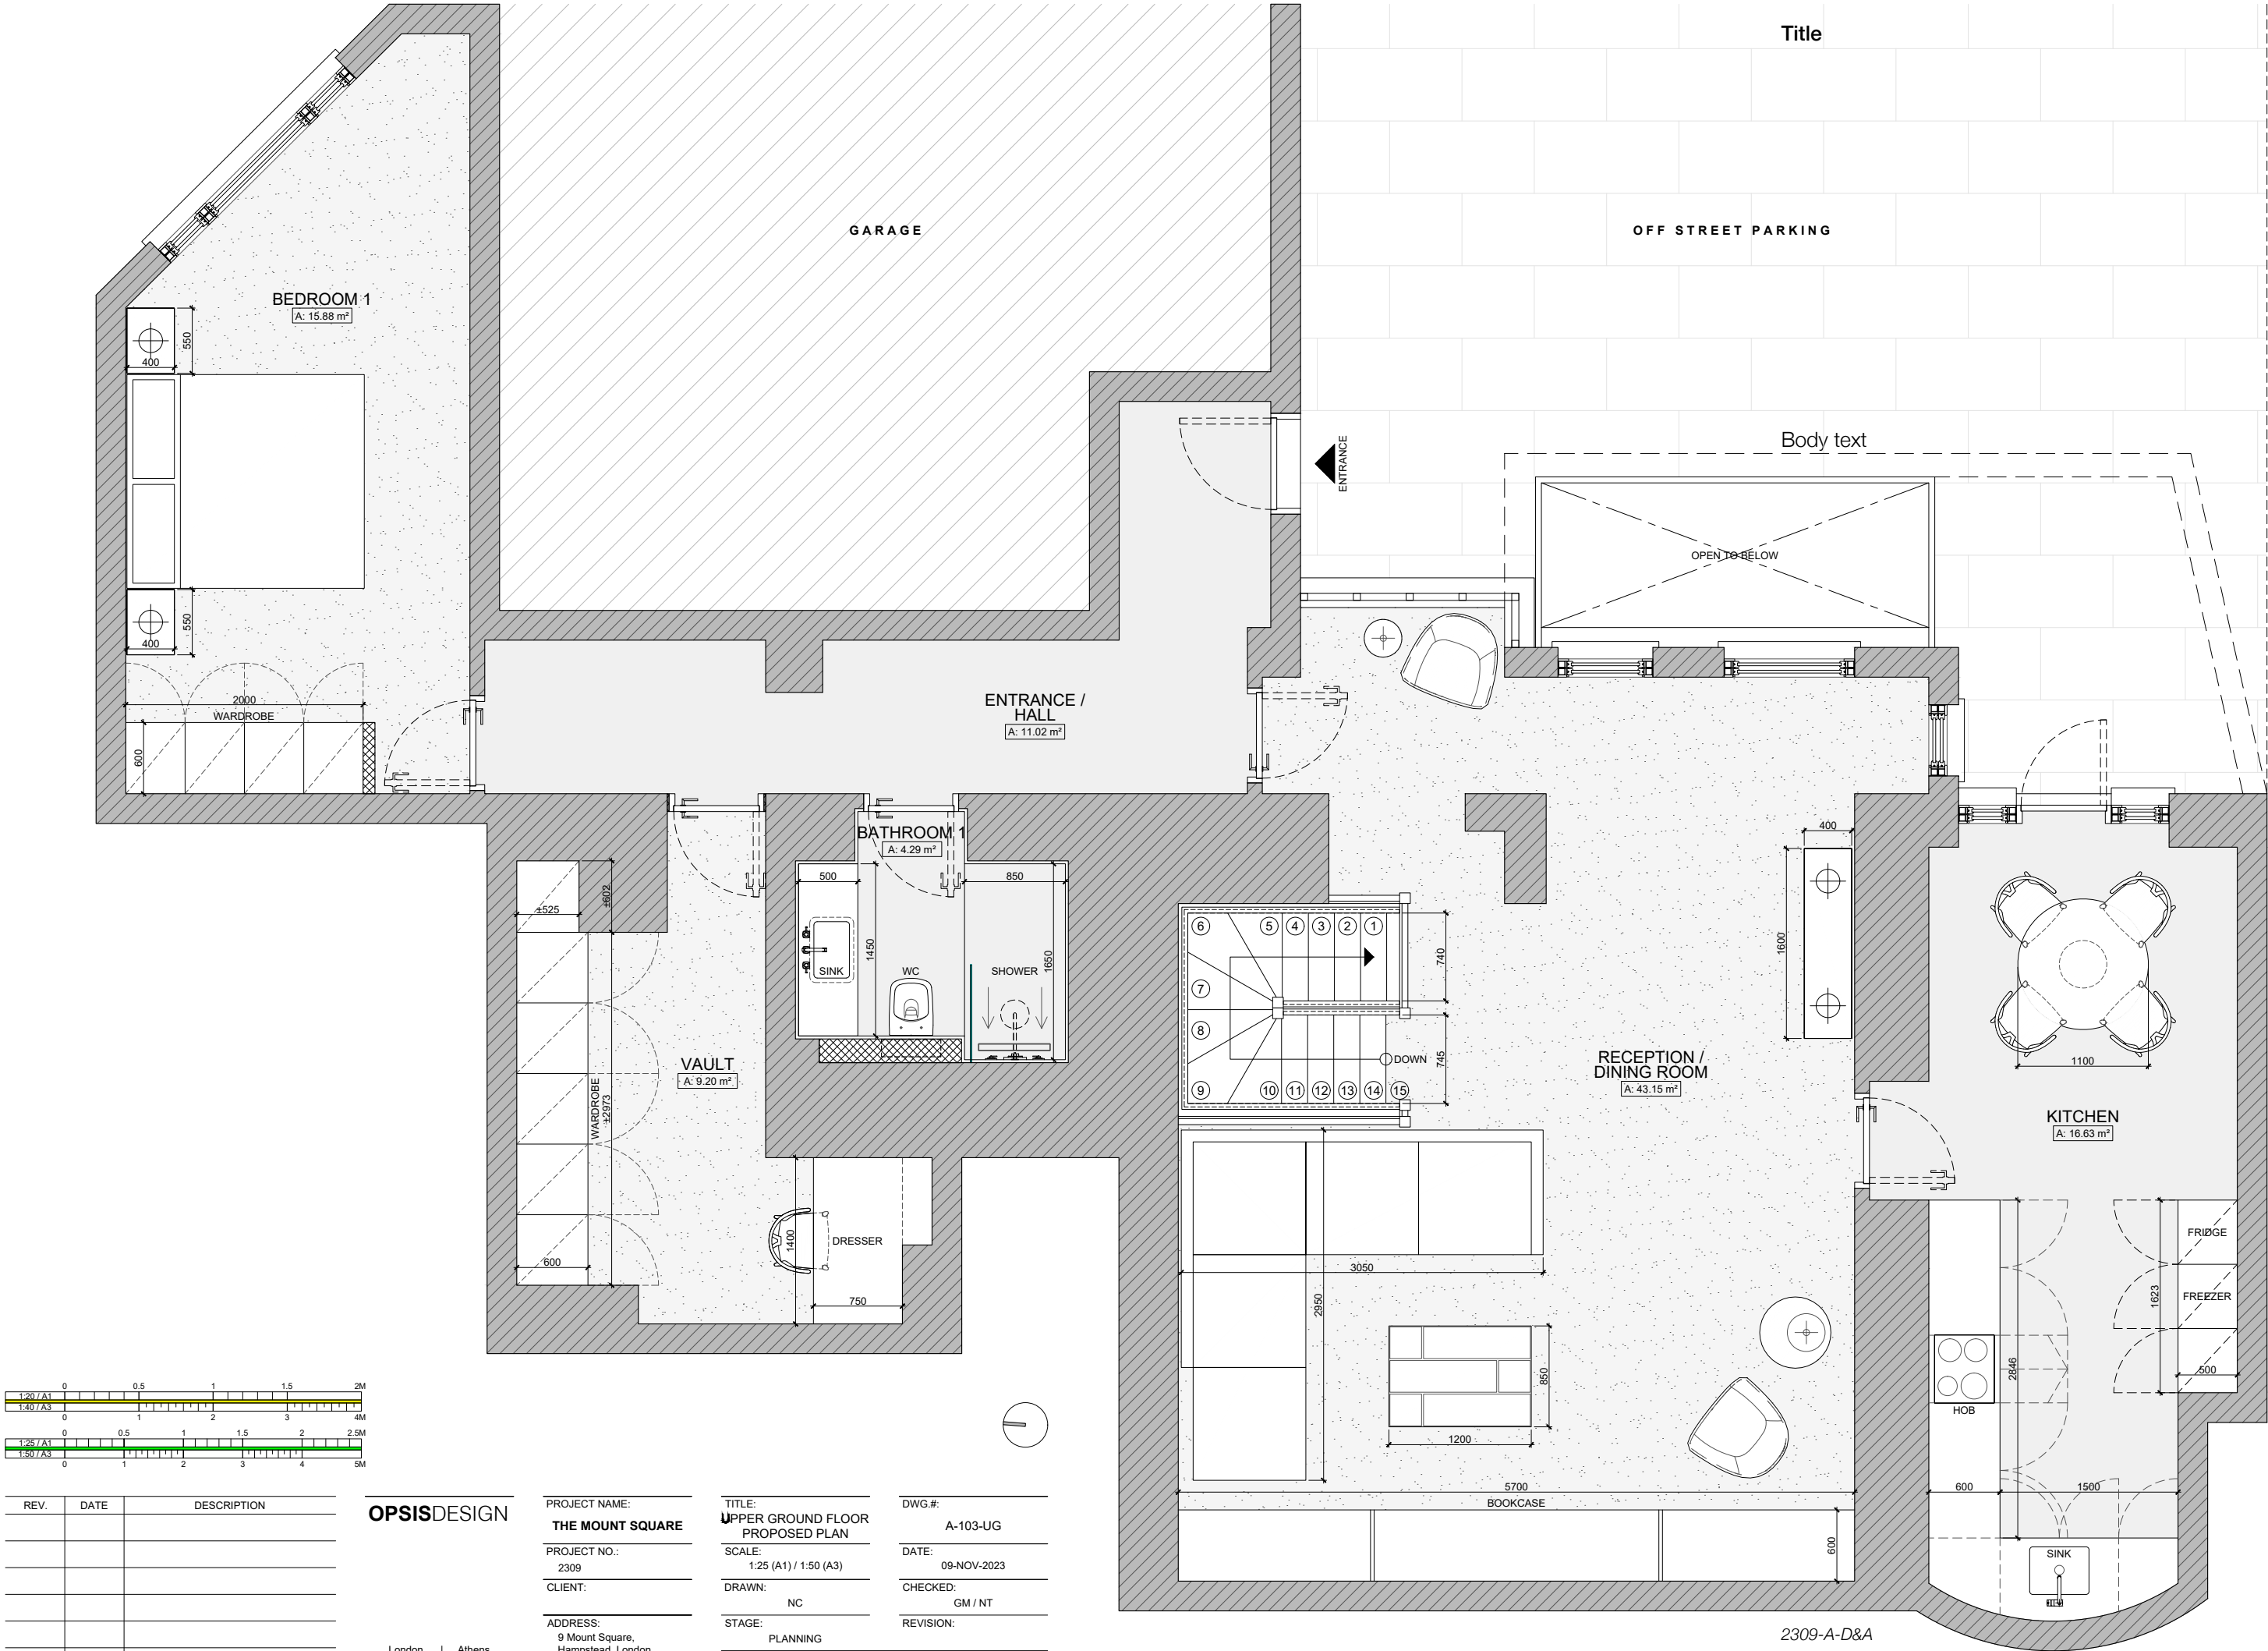 Title
GARAGE
OFF STREET PARKING
BEDROOM 1
A: 15.88 m²
550
400
ENTRANCE
Body text
OPEN TO BELOW
550
400
2000
WARDROBE
600
ENTRANCE /
HALL
A: 11.02 m²
BATHROOM 1
A: 4.29 m²
500
850
±602
±525
1450
1650
SINK
WC
SHOWER
VAULT
A: 9.20 m²
WARDROBE
±2973
600
1400
DRESSER
750
6
5
4
3
2
1
7
8
9
10
11
12
13
14
15
DOWN
740
745
400
1600
RECEPTION /
DINING ROOM
A: 43.15 m²
1100
KITCHEN
A: 16.63 m²
3050
2950
850
1200
5700
BOOKCASE
600
FRIDGE
FREEZER
1623
500
2846
HOB
600
1500
SINK
0 0.5 1 1.5 2M
1:20 / A1
1:40 / A3
0 1 2 3 4M
0 0.5 1 1.5 2 2.5M
1:25 / A1
1:50 / A3
0 1 2 3 4 5M
REV. DATE DESCRIPTION
OPSISDESIGN
London | Athens
PROJECT NAME:
THE MOUNT SQUARE
PROJECT NO.:
2309
CLIENT:
ADDRESS:
9 Mount Square,
Hampstead, London
TITLE:
UPPER GROUND FLOOR
PROPOSED PLAN
SCALE:
1:25 (A1) / 1:50 (A3)
DRAWN:
NC
STAGE:
PLANNING
DWG.#:
A-103-UG
DATE:
09-NOV-2023
CHECKED:
GM / NT
REVISION:
2309-A-D&A